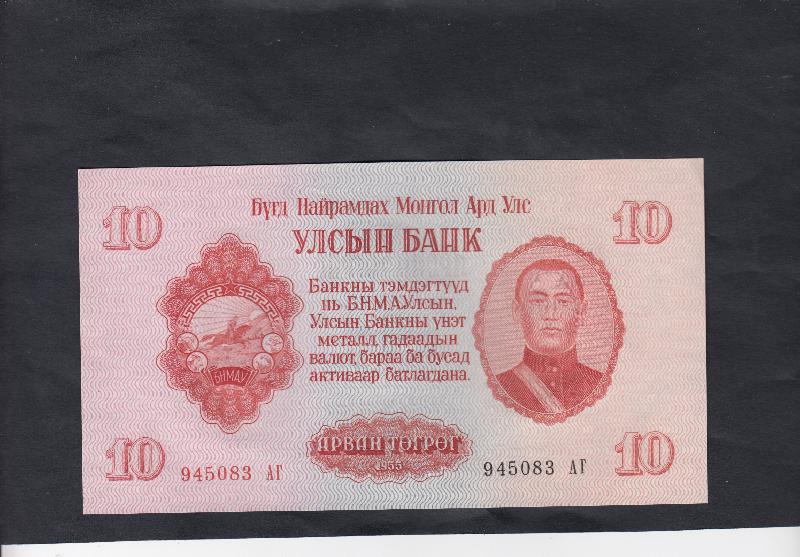 Бүгд Найрамдах Монгол Ард Улс
10
10
УЛСЫН БАНК
Банкны тэмдэгтүүд
нь Б.Н.М.А.Улсын,
Улсын Банкны үнэт
металл, гадаадын
валют, бараа ба бусад
активаар батлагдана.
БНМАУ
АРВАН ТӨГРӨГ
1955
10
945083 АГ
945083 АГ
10